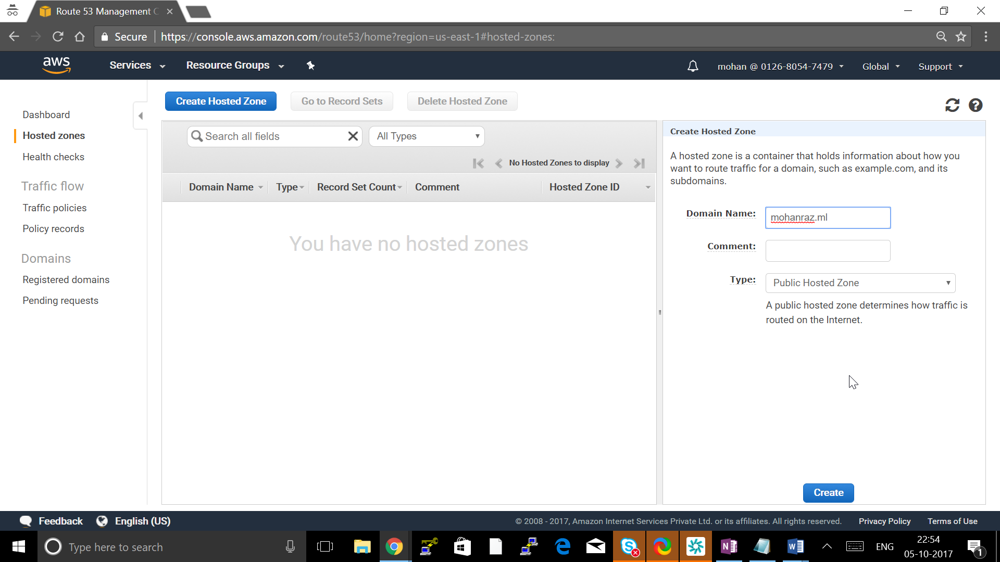 Route 53 Management C
Secure
https://console.aws.amazon.com/route53/home?region=us-east-1#hosted-zones:
aws
Services
Resource Groups
mohan @ 0126-8054-7479
Global
Support
Dashboard
Hosted zones
Health checks
Traffic flow
Traffic policies
Policy records
Domains
Registered domains
Pending requests
Create Hosted Zone
Go to Record Sets
Delete Hosted Zone
Search all fields
All Types
No Hosted Zones to display
Domain Name
Type
Record Set Count
Comment
Hosted Zone ID
You have no hosted zones
Create Hosted Zone
A hosted zone is a container that holds information about how you
want to route traffic for a domain, such as example.com, and its
subdomains.
Domain Name:
mohanraz.ml
Comment:
Type:
Public Hosted Zone
A public hosted zone determines how traffic is
routed on the Internet.
Create
Feedback
English (US)
© 2008 - 2017, Amazon Internet Services Private Ltd. or its affiliates. All rights reserved.
Privacy Policy
Terms of Use
Type here to search
ENG
22:54
05-10-2017
1